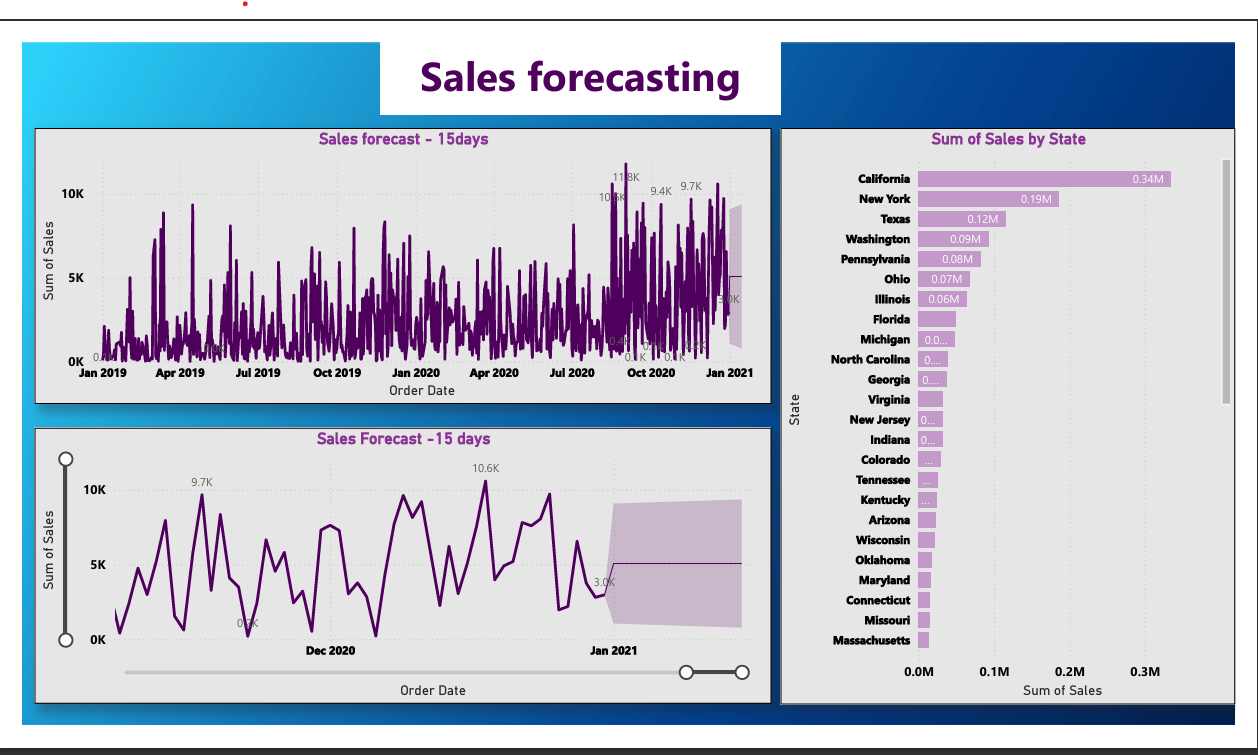 Sales forecasting
Sales forecast - 15days
Sum of Sales
10K
5K
0K
11.8K
10.6K
9.4K
9.7K
3.0K
0.4K
0.1K
0.1K
Jan 2019
Apr 2019
Jul 2019
Oct 2019
Jan 2020
Apr 2020
Jul 2020
Oct 2020
Jan 2021
Order Date
Sales Forecast -15 days
Sum of Sales
10K
5K
0K
9.7K
10.6K
3.0K
Dec 2020
Jan 2021
Order Date
Sum of Sales by State
State
California 0.34M
New York 0.19M
Texas 0.12M
Washington 0.09M
Pennsylvania 0.08M
Ohio 0.07M
Illinois 0.06M
Florida
Michigan 0.0...
North Carolina 0....
Georgia 0....
Virginia
New Jersey 0...
Indiana 0...
Colorado ...
Tennessee ...
Kentucky ...
Arizona
Wisconsin
Oklahoma
Maryland
Connecticut
Missouri
Massachusetts
0.0M
0.1M
0.2M
0.3M
Sum of Sales